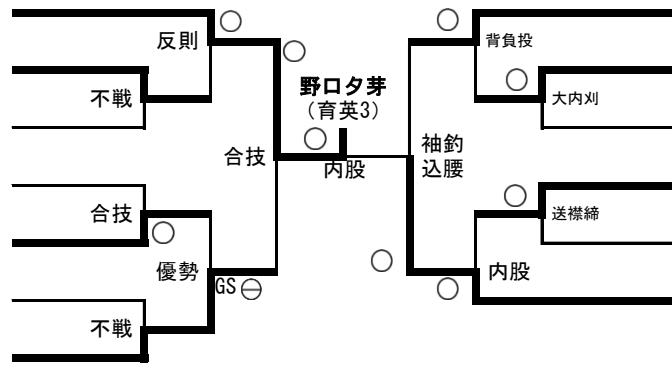 反則
背負投
不戦
野口夕芽
(育英3)
大内刈
合技
内股
袖釣
込腰
合技
送襟締
優勢
内股
GS
不戦